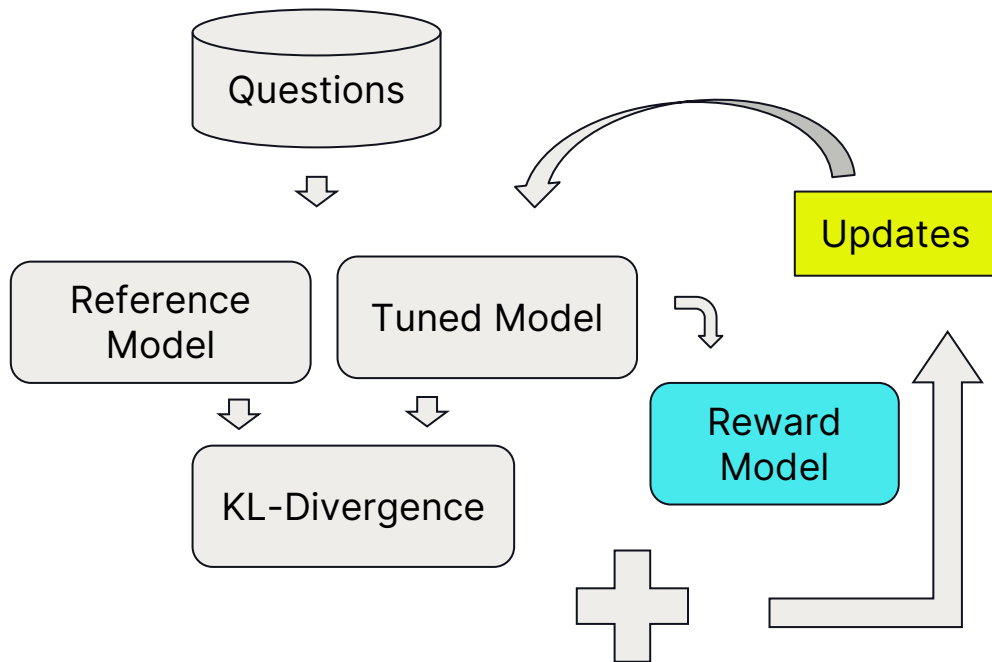 Questions
Updates
Reference
Model
Tuned Model
Reward
Model
KL-Divergence